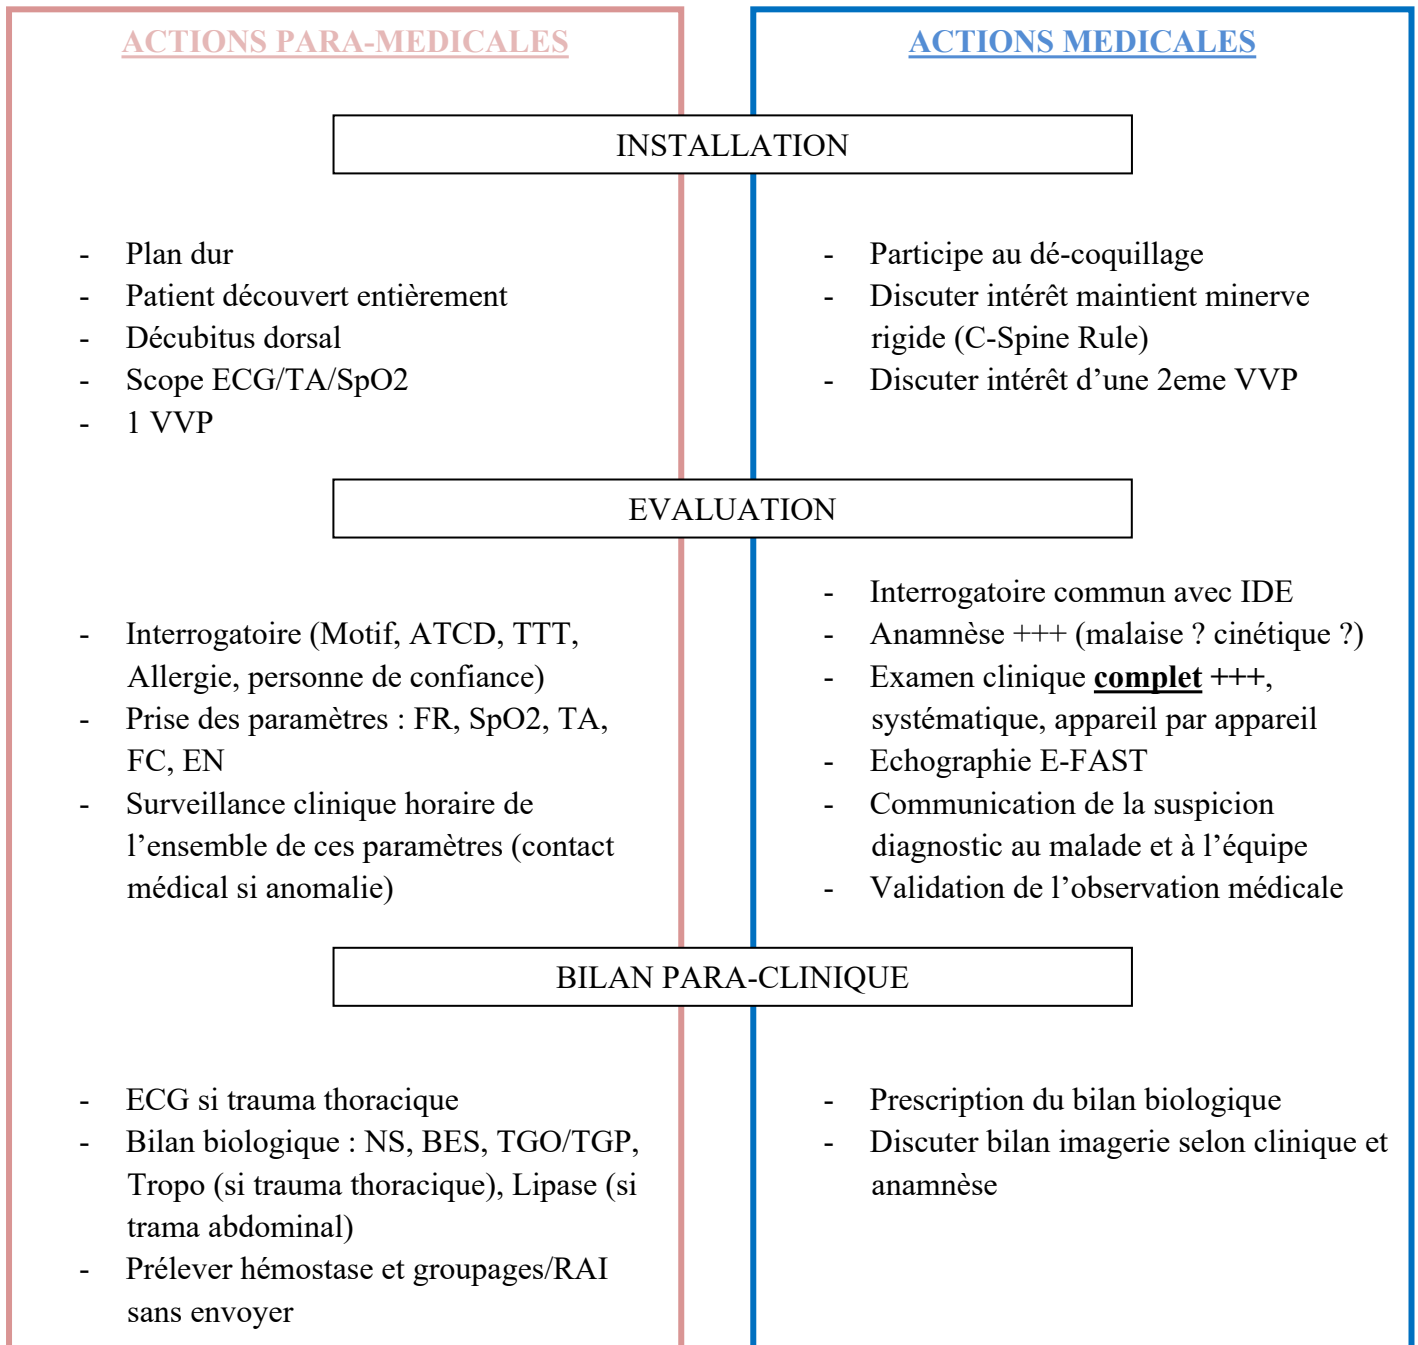 ACTIONS PARA-MEDICALES
ACTIONS MEDICALES
INSTALLATION
- Plan dur
- Patient découvert entièrement
- Décubitus dorsal
- Scope ECG/TA/SpO2
- 1 VVP
- Participe au dé-coquillage
- Discuter intérêt maintient minerve
rigide (C-Spine Rule)
- Discuter intérêt d’une 2eme VVP
EVALUATION
- Interrogatoire (Motif, ATCD, TTT,
Allergie, personne de confiance)
- Prise des paramètres : FR, SpO2, TA,
FC, EN
- Surveillance clinique horaire de
l’ensemble de ces paramètres (contact
médical si anomalie)
- Interrogatoire commun avec IDE
- Anamnèse +++ (malaise ? cinétique ?)
- Examen clinique complet +++,
systématique, appareil par appareil
- Echographie E-FAST
- Communication de la suspicion
diagnostic au malade et à l’équipe
- Validation de l’observation médicale
BILAN PARA-CLINIQUE
- ECG si trauma thoracique
- Bilan biologique : NS, BES, TGO/TGP,
Tropo (si trauma thoracique), Lipase (si
trama abdominal)
- Prélever hémostase et groupages/RAI
sans envoyer
- Prescription du bilan biologique
- Discuter bilan imagerie selon clinique et
anamnèse